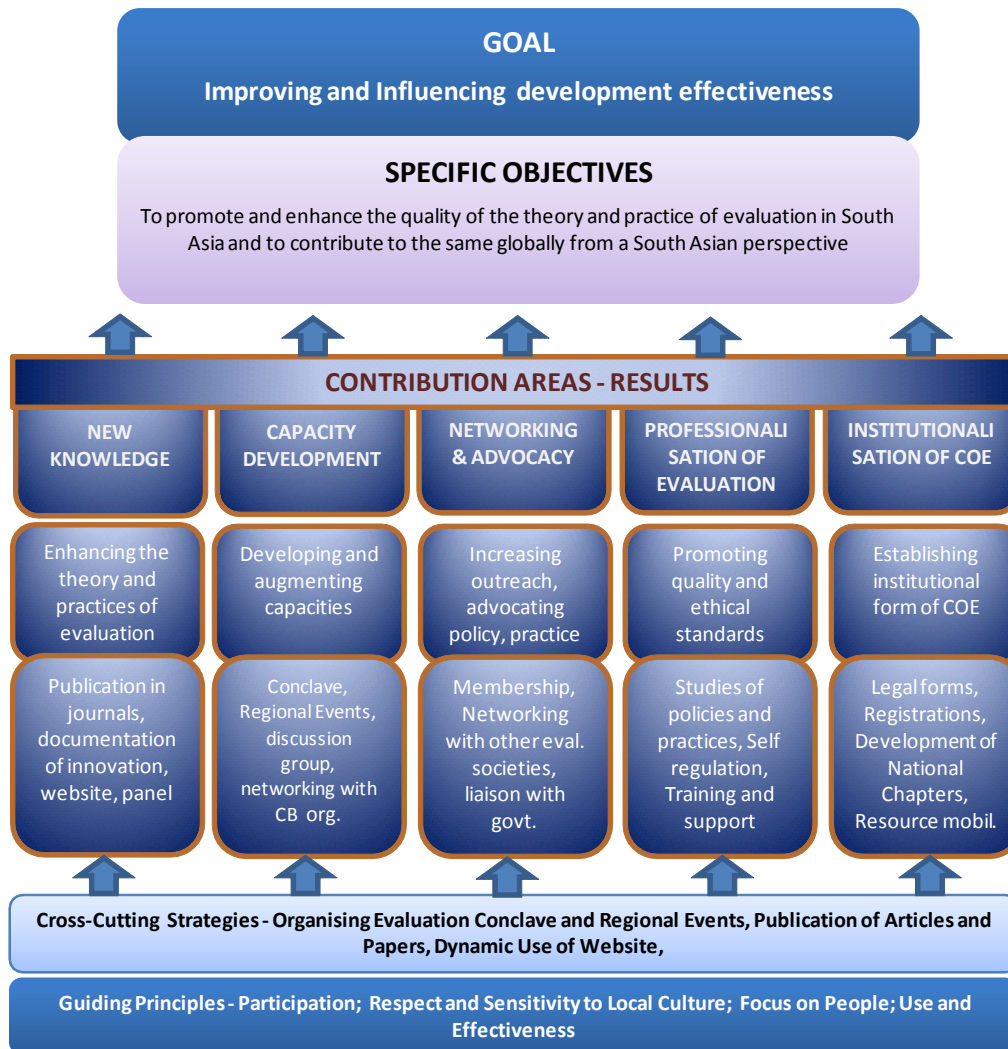 GOAL
Improving and Influencing development effectiveness
SPECIFIC OBJECTIVES
To promote and enhance the quality of the theory and practice of evaluation in South
Asia and to contribute to the same globally from a South Asian perspective
CONTRIBUTION AREAS - RESULTS
NEW
KNOWLEDGE
CAPACITY
DEVELOPMENT
NETWORKING
& ADVOCACY
PROFESSIONALI
SATION OF
EVALUATION
INSTITUTIONALI
SATION OF COE
Enhancing the
theory and
practices of
evaluation
Developing and
augmenting
capacities
Increasing
outreach,
advocating
policy, practice
Promoting
quality and
ethical
standards
Establishing
institutional
form of COE
Publication in
journals,
documentation
of innovation,
website, panel
Conclave,
Regional Events,
discussion
group,
networking with
CB org.
Membership,
Networking
with other eval.
societies,
liaison with
govt.
Studies of
policies and
practices, Self
regulation,
Training and
support
Legal forms,
Registrations,
Development of
National
Chapters,
Resource mobil.
Cross-Cutting Strategies - Organising Evaluation Conclave and Regional Events, Publication of Articles and
Papers, Dynamic Use of Website,
Guiding Principles - Participation; Respect and Sensitivity to Local Culture; Focus on People; Use and
Effectiveness